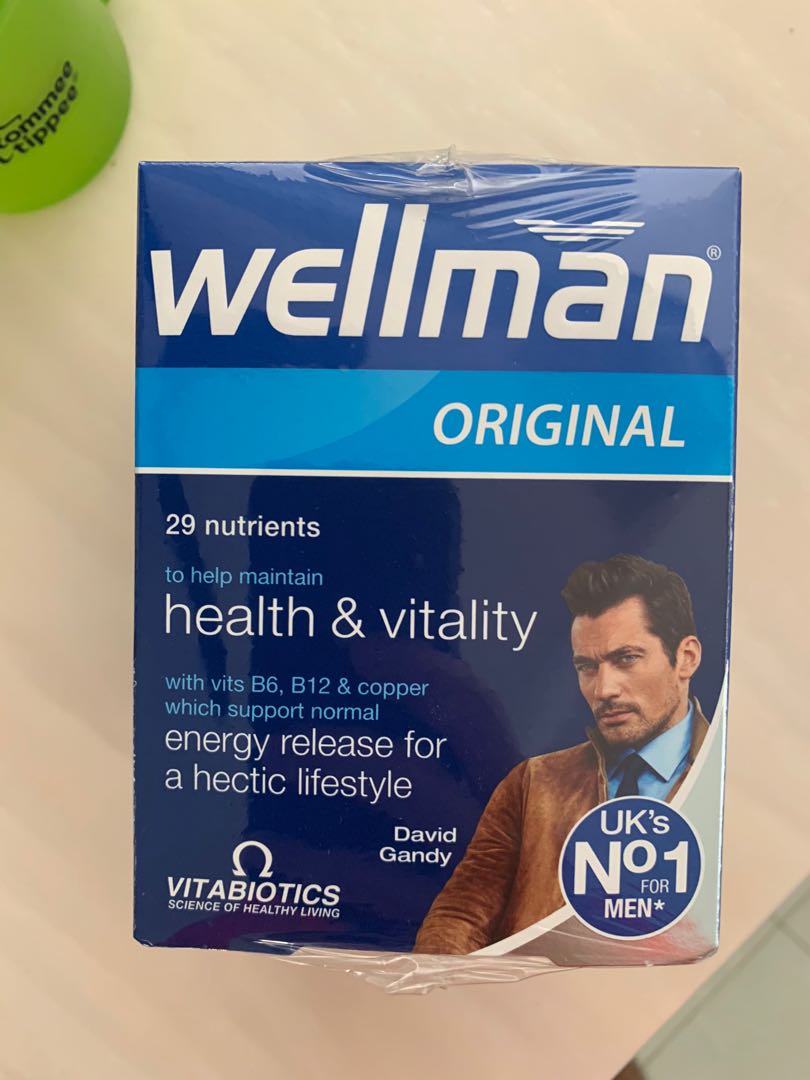 tommee
tippee
wellman®
ORIGINAL
29 nutrients
to help maintain
health & vitality
with vits B6, B12 & copper
which support normal
energy release for
a hectic lifestyle
David
Gandy
VITABIOTICS
SCIENCE OF HEALTHY LIVING
UK's
Nº1
FOR
MEN*